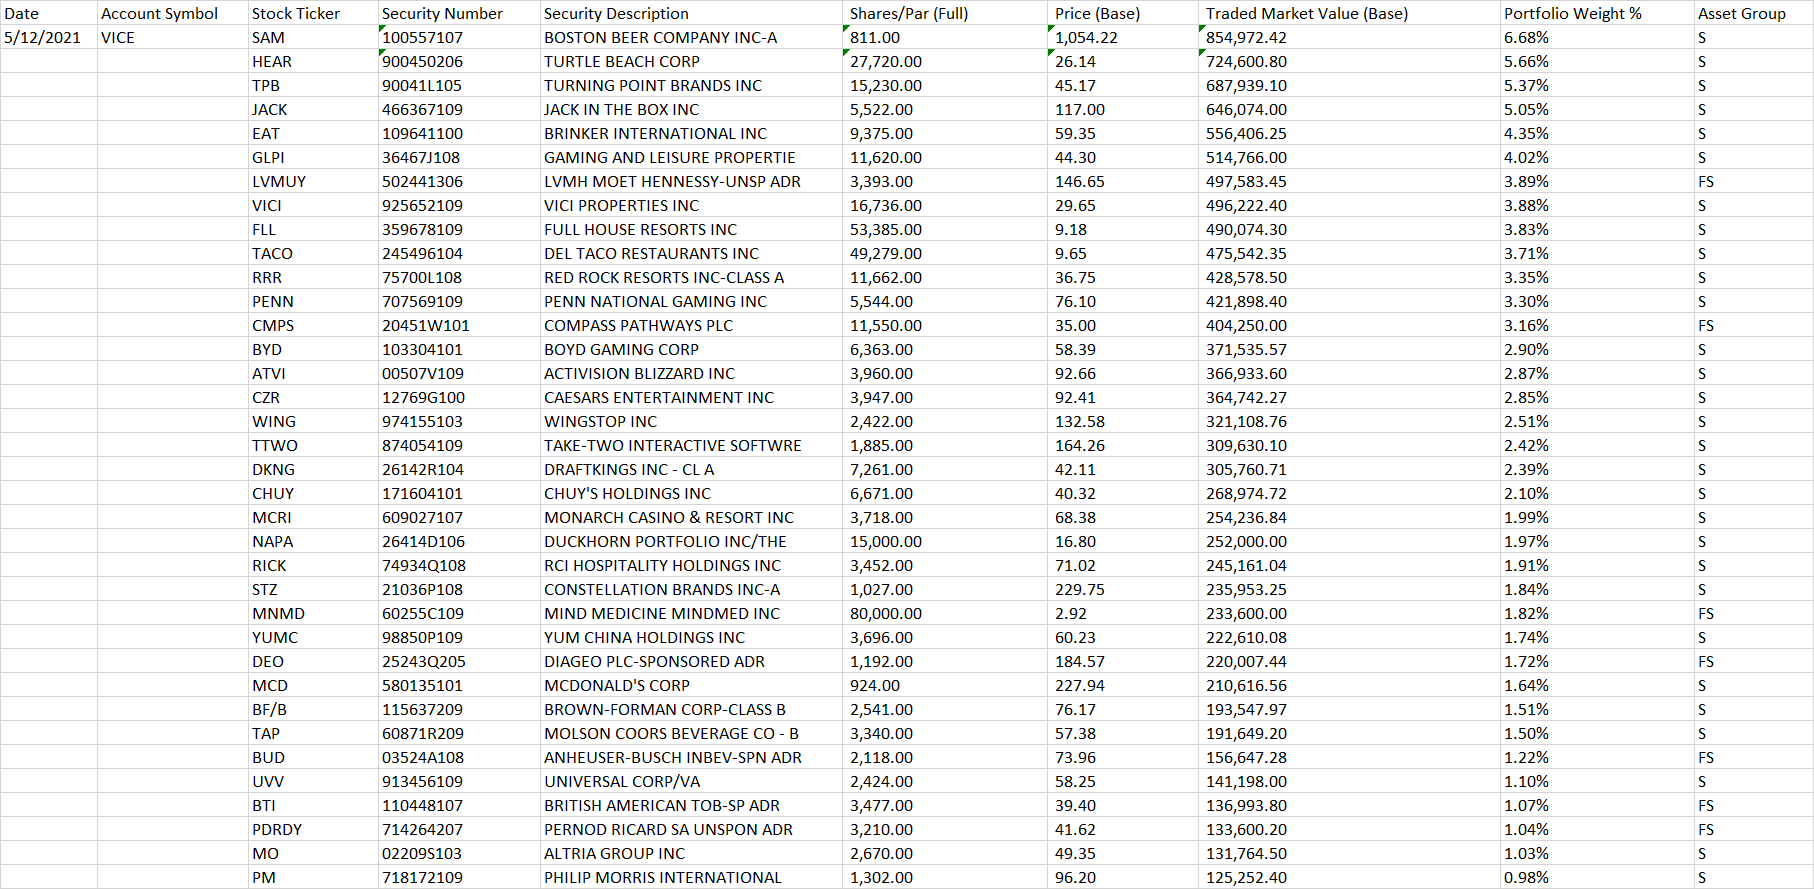 Date Account Symbol Stock Ticker Security Number Security Description Shares/Par (Full) Price (Base) Traded Market Value (Base) Portfolio Weight % Asset Group
5/12/2021 VICE SAM 100557107 BOSTON BEER COMPANY INC-A 811.00 1,054.22 854,972.42 6.68% S
HEAR 900450206 TURTLE BEACH CORP 27,720.00 26.14 724,600.80 5.66% S
TPB 90041L105 TURNING POINT BRANDS INC 15,230.00 45.17 687,939.10 5.37% S
JACK 466367109 JACK IN THE BOX INC 5,522.00 117.00 646,074.00 5.05% S
EAT 109641100 BRINKER INTERNATIONAL INC 9,375.00 59.35 556,406.25 4.35% S
GLPI 36467J108 GAMING AND LEISURE PROPERTIE 11,620.00 44.30 514,766.00 4.02% S
LVMUY 502441306 LVMH MOET HENNESSY-UNSP ADR 3,393.00 146.65 497,583.45 3.89% FS
VICI 925652109 VICI PROPERTIES INC 16,736.00 29.65 496,222.40 3.88% S
FLL 359678109 FULL HOUSE RESORTS INC 53,385.00 9.18 490,074.30 3.83% S
TACO 245496104 DEL TACO RESTAURANTS INC 49,279.00 9.65 475,542.35 3.71% S
RRR 75700L108 RED ROCK RESORTS INC-CLASS A 11,662.00 36.75 428,578.50 3.35% S
PENN 707569109 PENN NATIONAL GAMING INC 5,544.00 76.10 421,898.40 3.30% S
CMPS 20451W101 COMPASS PATHWAYS PLC 11,550.00 35.00 404,250.00 3.16% FS
BYD 103304101 BOYD GAMING CORP 6,363.00 58.39 371,535.57 2.90% S
ATVI 00507V109 ACTIVISION BLIZZARD INC 3,960.00 92.66 366,933.60 2.87% S
CZR 12769G100 CAESARS ENTERTAINMENT INC 3,947.00 92.41 364,742.27 2.85% S
WING 974155103 WINGSTOP INC 2,422.00 132.58 321,108.76 2.51% S
TTWO 874054109 TAKE-TWO INTERACTIVE SOFTWRE 1,885.00 164.26 309,630.10 2.42% S
DKNG 26142R104 DRAFTKINGS INC - CL A 7,261.00 42.11 305,760.71 2.39% S
CHUY 171604101 CHUY'S HOLDINGS INC 6,671.00 40.32 268,974.72 2.10% S
MCRI 609027107 MONARCH CASINO & RESORT INC 3,718.00 68.38 254,236.84 1.99% S
NAPA 26414D106 DUCKHORN PORTFOLIO INC/THE 15,000.00 16.80 252,000.00 1.97% S
RICK 74934Q108 RCI HOSPITALITY HOLDINGS INC 3,452.00 71.02 245,161.04 1.91% S
STZ 21036P108 CONSTELLATION BRANDS INC-A 1,027.00 229.75 235,953.25 1.84% S
MNMD 60255C109 MIND MEDICINE MINDMED INC 80,000.00 2.92 233,600.00 1.82% FS
YUMC 98850P109 YUM CHINA HOLDINGS INC 3,696.00 60.23 222,610.08 1.74% S
DEO 25243Q205 DIAGEO PLC-SPONSORED ADR 1,192.00 184.57 220,007.44 1.72% FS
MCD 580135101 MCDONALD'S CORP 924.00 227.94 210,616.56 1.64% S
BF/B 115637209 BROWN-FORMAN CORP-CLASS B 2,541.00 76.17 193,547.97 1.51% S
TAP 60871R209 MOLSON COORS BEVERAGE CO - B 3,340.00 57.38 191,649.20 1.50% S
BUD 03524A108 ANHEUSER-BUSCH INBEV-SPN ADR 2,118.00 73.96 156,647.28 1.22% FS
UVV 913456109 UNIVERSAL CORP/VA 2,424.00 58.25 141,198.00 1.10% S
BTI 110448107 BRITISH AMERICAN TOB-SP ADR 3,477.00 39.40 136,993.80 1.07% FS
PDRDY 714264207 PERNOD RICARD SA UNSPON ADR 3,210.00 41.62 133,600.20 1.04% FS
MO 02209S103 ALTRIA GROUP INC 2,670.00 49.35 131,764.50 1.03% S
PM 718172109 PHILIP MORRIS INTERNATIONAL 1,302.00 96.20 125,252.40 0.98% S